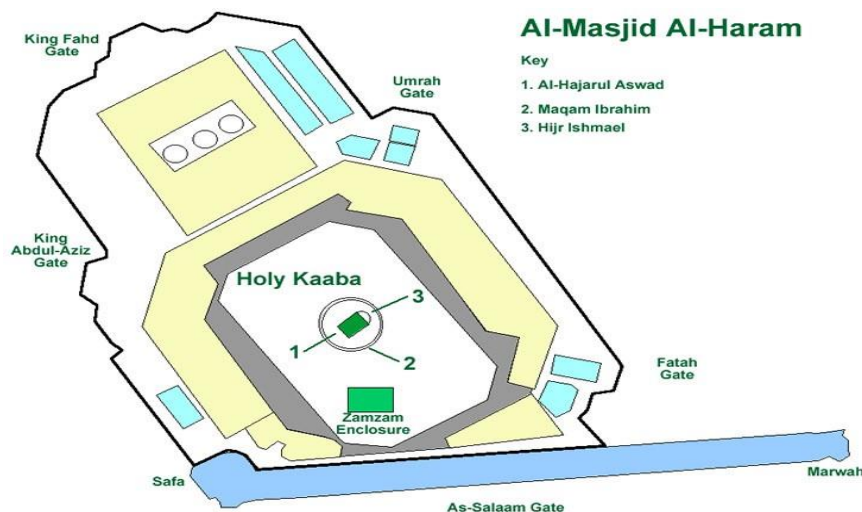 Al-Masjid Al-Haram
Key
1. Al-Hajarul Aswad
2. Maqam Ibrahim
3. Hijr Ishmael
King Fahd
Gate
Umrah
Gate
King
Abdul-Aziz
Gate
Holy Kaaba
3
1
2
Zamzam
Enclosure
Fatah
Gate
Safa
Marwah
As-Salaam Gate